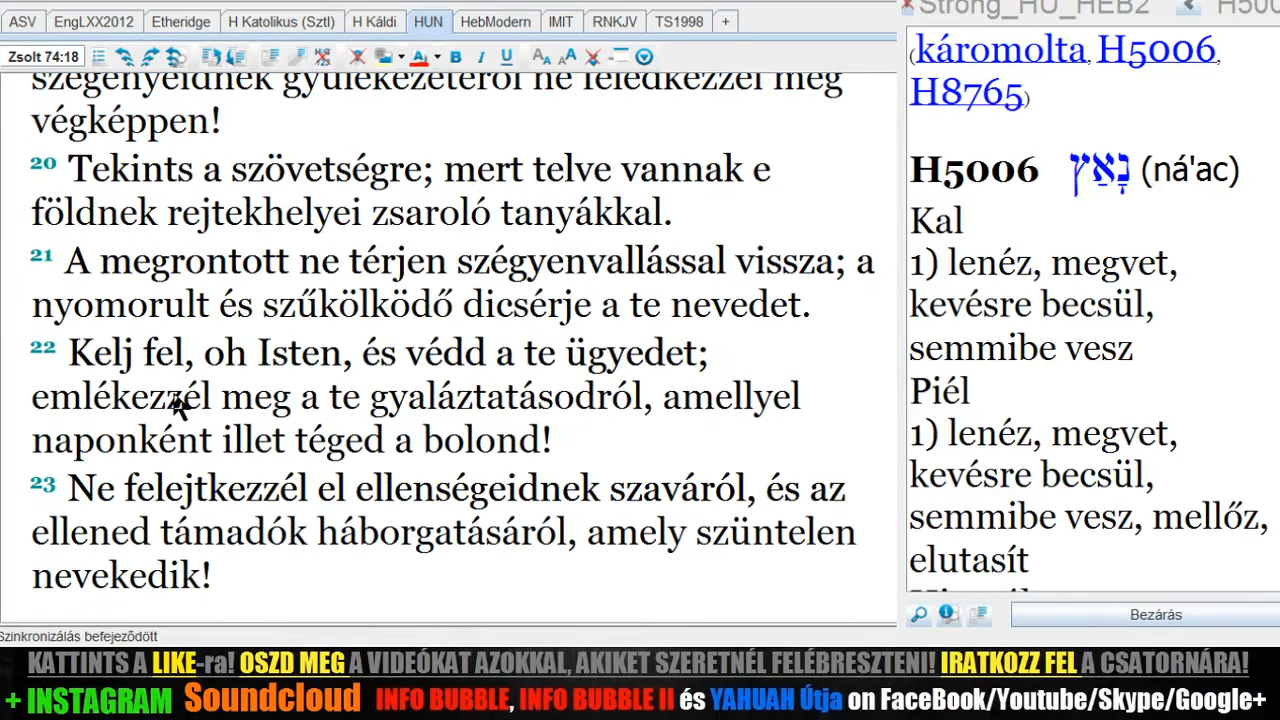 ASV EngLXX2012 Etheridge H Katolikus (Sztl) H Káldi HUN HebModern IMIT RNKJV TS1998 +
Strong_HU_HEB2
Zsolt 74:18
szegényeidnek gyülekezetéről ne feledkezzél meg
végképpen!
20 Tekints a szövetségre; mert telve vannak e
földnek rejtekhelyei zsaroló tanyákkal.
21 A megrontott ne térjen szégyenvallással vissza; a
nyomorult és szűkölködő dicsérje a te nevedet.
22 Kelj fel, oh Isten, és védd a te ügyedet;
emlékezzél meg a te gyaláztatásodról, amellyel
naponként illet téged a bolond!
23 Ne felejtkezzél el ellenségeidnek szaváról, és az
ellened támadók háborgatásáról, amely szüntelen
nevekedik!
(káromolta, H5006,
H8765)
H5006 נָאַץ (ná'ac)
Kal
1) lenéz, megvet,
kevésre becsül,
semmibe vesz
Piél
1) lenéz, megvet,
kevésre becsül,
semmibe vesz, mellőz,
elutasít
Bezárás
Szinkronizálás befejeződött
KATTINTS A LIKE-ra! OSZD MEG A VIDEÓKAT AZOKKAL, AKIKET SZERETNÉL FELÉBRESZTENI! IRATKOZZ FEL A CSATORNÁRA!
+ INSTAGRAM Soundcloud INFO BUBBLE, INFO BUBBLE II és YAHUAH Útja on FaceBook/Youtube/Skype/Google+